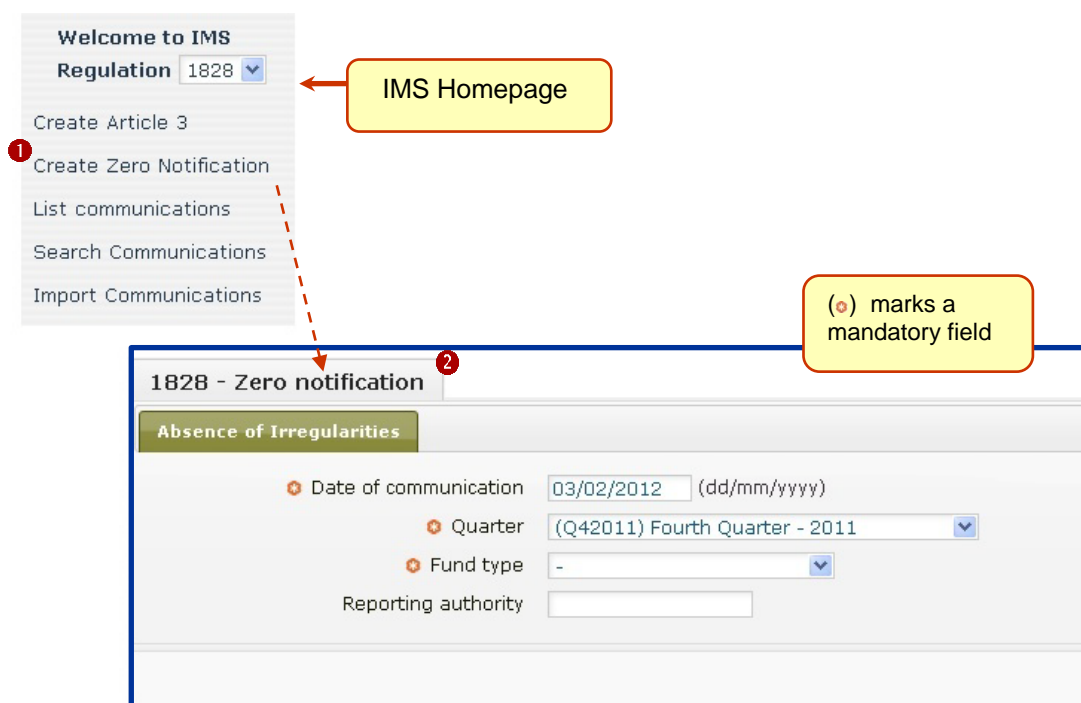 Welcome to IMS
Regulation 1828
IMS Homepage
Create Article 3
1
Create Zero Notification
List communications
Search Communications
Import Communications
( ) marks a
mandatory field
1828 - Zero notification 2
Absence of Irregularities
Date of communication 03/02/2012 (dd/mm/yyyy)
Quarter (Q42011) Fourth Quarter - 2011
Fund type -
Reporting authority